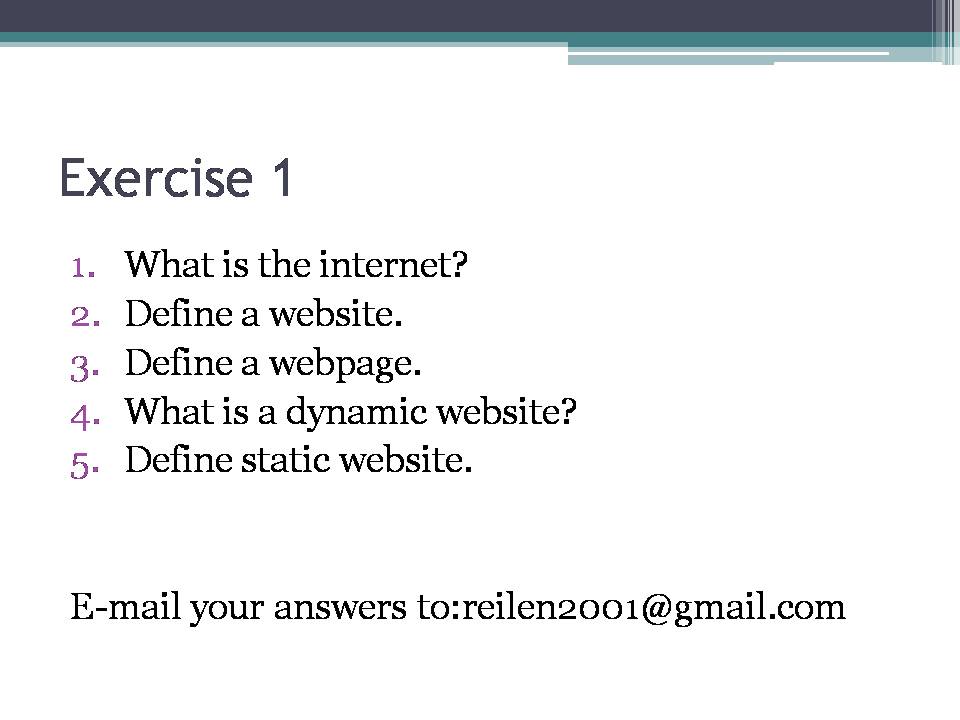 Exercise 1
1. What is the internet?
2. Define a website.
3. Define a webpage.
4. What is a dynamic website?
5. Define static website.
E-mail your answers to:reilen2001@gmail.com